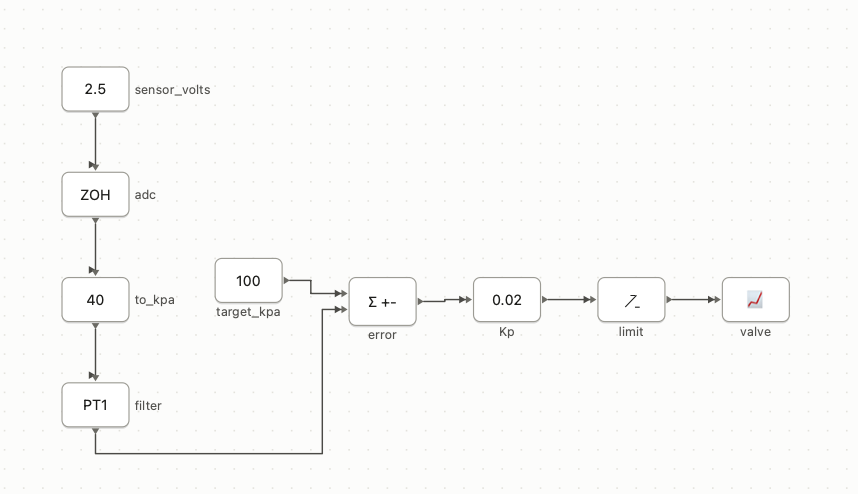 2.5
sensor_volts
ZOH
adc
40
to_kpa
PT1
filter
100
target_kpa
Σ +-
error
0.02
Kp
limit
valve